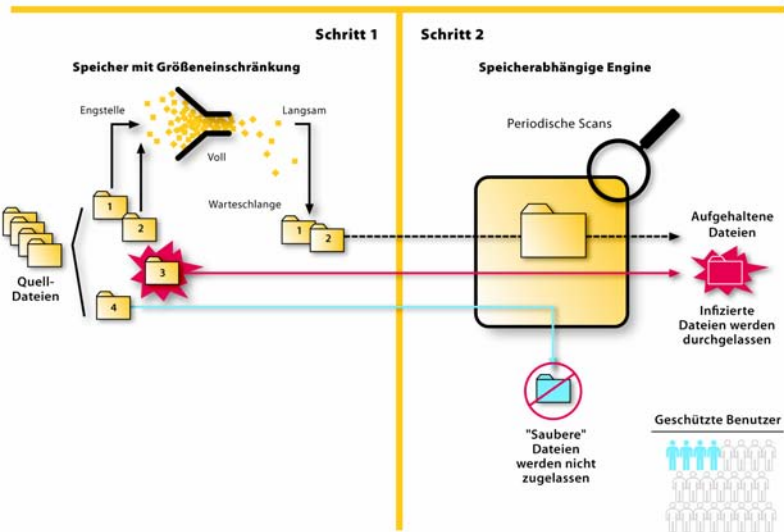 Schritt 1
Schritt 2
Speicher mit Größeneinschränkung
Speicherabhängige Engine
Engstelle
Langsam
Voll
Periodische Scans
Warteschlange
1
2
1
2
3
4
Quell-
Dateien
Aufgehaltene
Dateien
Infizierte
Dateien werden
durchgelassen
"Saubere"
Dateien
werden nicht
zugelassen
Geschützte Benutzer